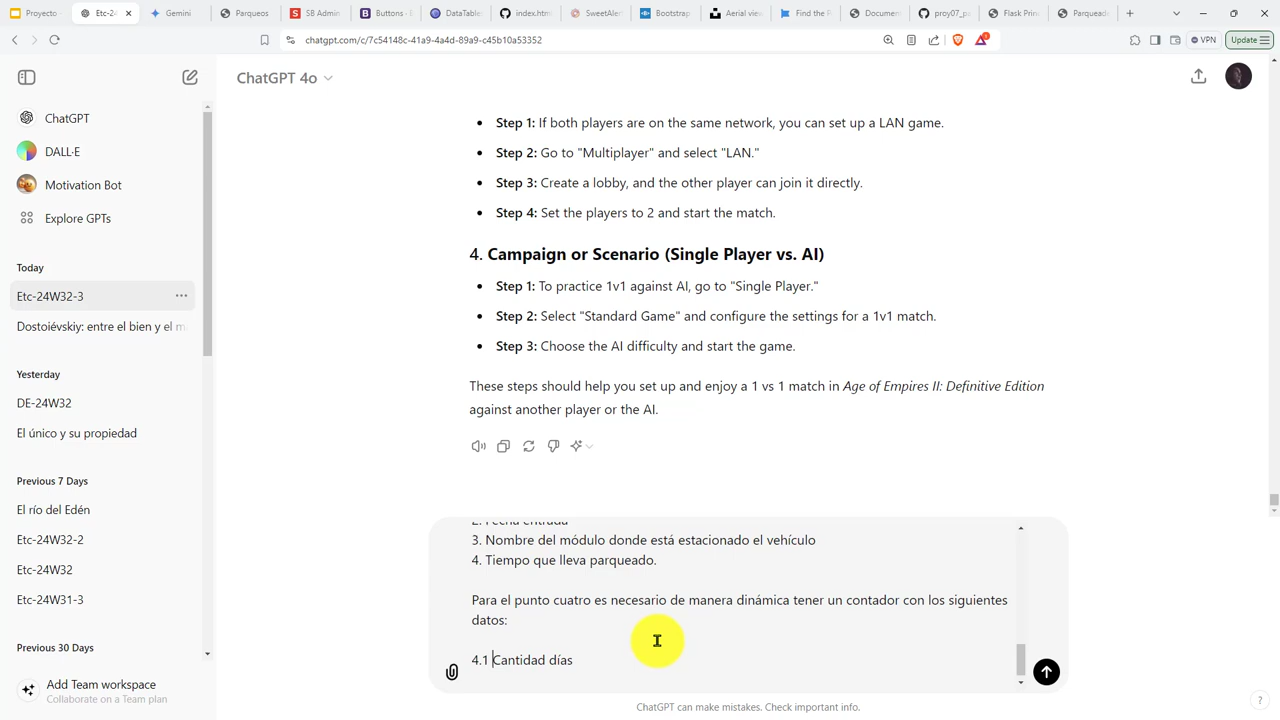 Proyecto -
Etc-24
Gemini
Parqueos
SB Admin
Buttons -
DataTable
index.htm
SweetAler
Bootstrap
Aerial view
Find the P
Documen
proy07_pa
Flask Princ
Parquead
chatgpt.com/c/7c54148c-41a9-4a4d-89a9-c45b10a53352
VPN
Update
ChatGPT 4o
ChatGPT
DALL·E
Motivation Bot
Explore GPTs
Today
Etc-24W32-3
Dostoiévskiy: entre el bien y el m
Yesterday
DE-24W32
El único y su propiedad
Previous 7 Days
El río del Edén
Etc-24W32-2
Etc-24W32
Etc-24W31-3
Previous 30 Days
Add Team workspace
Collaborate on a Team plan
Step 1: If both players are on the same network, you can set up a LAN game.
Step 2: Go to "Multiplayer" and select "LAN."
Step 3: Create a lobby, and the other player can join it directly.
Step 4: Set the players to 2 and start the match.
4. Campaign or Scenario (Single Player vs. AI)
Step 1: To practice 1v1 against AI, go to "Single Player."
Step 2: Select "Standard Game" and configure the settings for a 1v1 match.
Step 3: Choose the AI difficulty and start the game.
These steps should help you set up and enjoy a 1 vs 1 match in Age of Empires II: Definitive Edition
against another player or the AI.
2. Fecha entrada
3. Nombre del módulo donde está estacionado el vehículo
4. Tiempo que lleva parqueado.
Para el punto cuatro es necesario de manera dinámica tener un contador con los siguientes
datos:
4.1 Cantidad días
ChatGPT can make mistakes. Check important info.
?